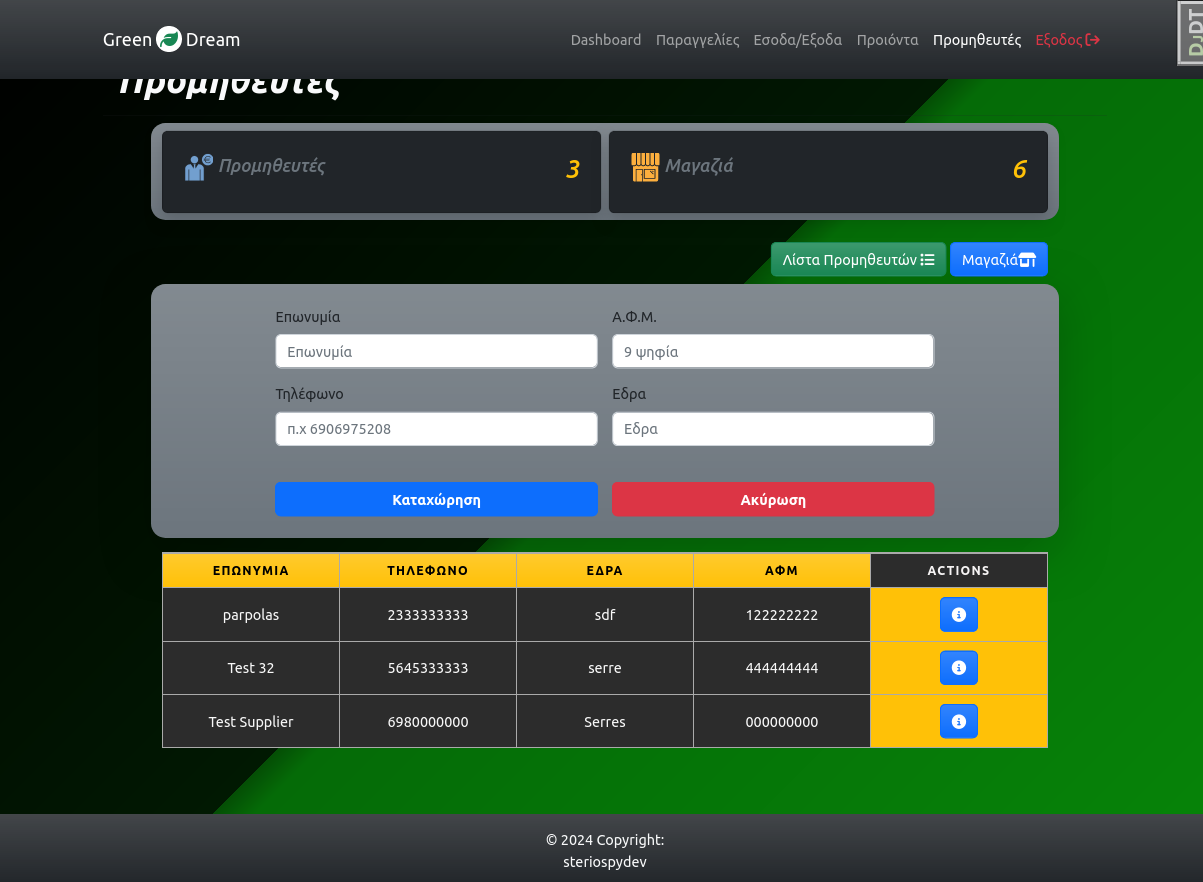 Green Dream
Dashboard Παραγγελίες Εσοδα/Εξοδα Προιόντα Προμηθευτές Εξοδος
DJDT
Προμηθευτές
Προμηθευτές 3
Μαγαζιά 6
Λίστα Προμηθευτών Μαγαζιά
Επωνυμία Α.Φ.Μ.
Επωνυμία 9 ψηφία
Τηλέφωνο Εδρα
π.χ 6906975208 Εδρα
Καταχώρηση Ακύρωση
ΕΠΩΝΥΜΙΑ ΤΗΛΕΦΩΝΟ ΕΔΡΑ ΑΦΜ ACTIONS
parpolas 2333333333 sdf 122222222
Test 32 5645333333 serre 444444444
Test Supplier 6980000000 Serres 000000000
© 2024 Copyright:
steriospydev